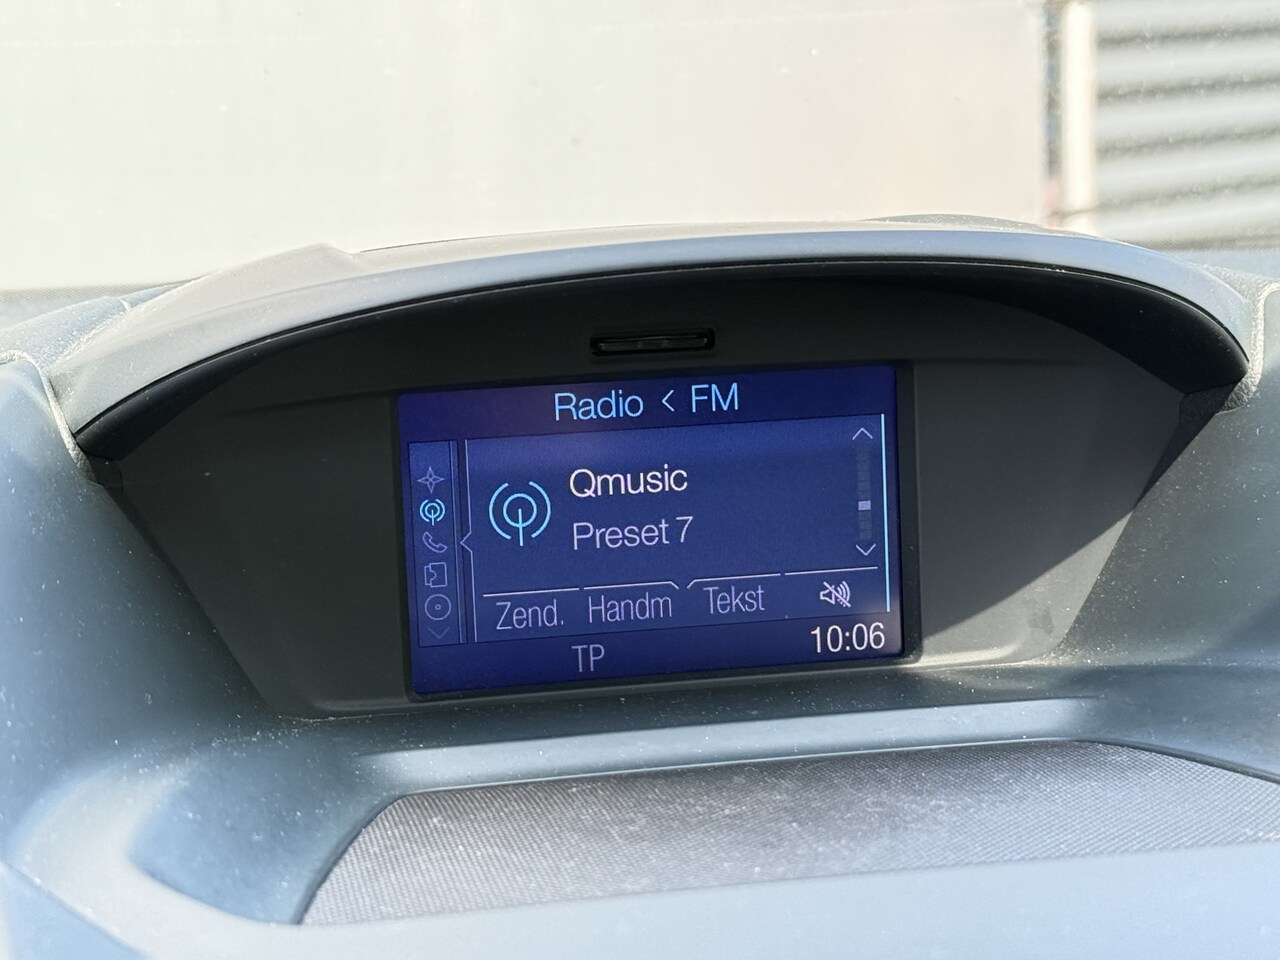 Radio < FM
Qmusic
Preset 7
Zend. Handm Tekst
10:06
TP